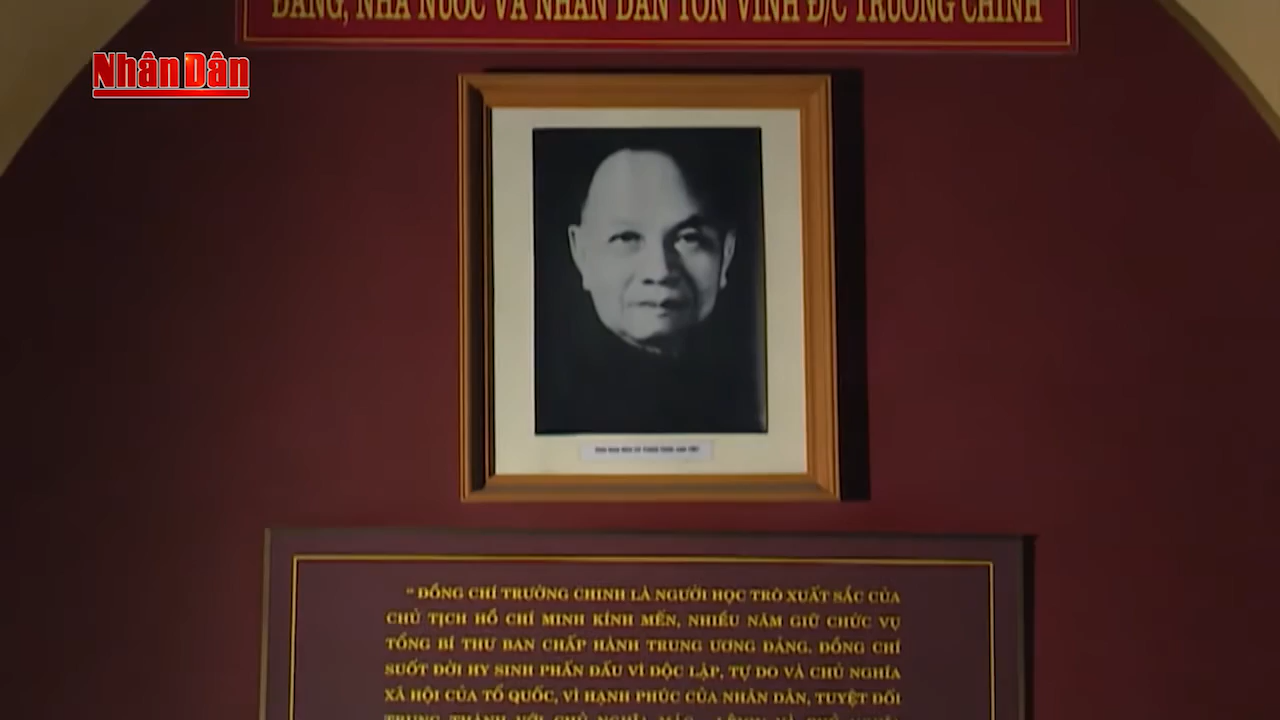 ĐẢNG, NHÀ NƯỚC VÀ NHÂN DÂN TÔN VINH Đ/C TRƯỜNG CHINH
Nhân Dân
“ ĐỒNG CHÍ TRƯỜNG CHINH LÀ NGƯỜI HỌC TRÒ XUẤT SẮC CỦA
CHỦ TỊCH HỒ CHÍ MINH KÍNH MẾN, NHIỀU NĂM GIỮ CHỨC VỤ
TỔNG BÍ THƯ BAN CHẤP HÀNH TRUNG ƯƠNG ĐẢNG. ĐỒNG CHÍ
SUỐT ĐỜI HY SINH PHẤN ĐẤU VÌ ĐỘC LẬP, TỰ DO VÀ CHỦ NGHĨA
XÃ HỘI CỦA TỔ QUỐC, VÌ HẠNH PHÚC CỦA NHÂN DÂN, TUYỆT ĐỐI